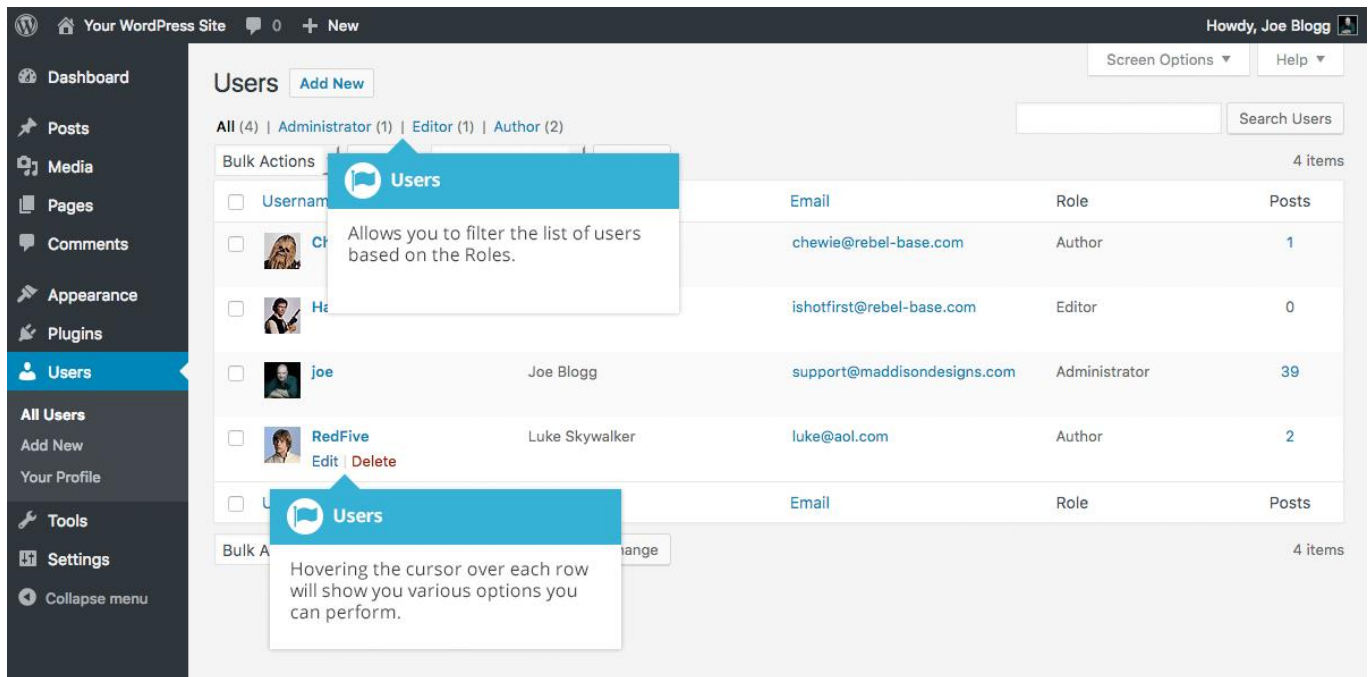 Your WordPress Site 0 + New Howdy, Joe Blogg
Screen Options ▼ Help ▼
Dashboard
Posts
Media
Pages
Comments
Appearance
Plugins
Users
All Users
Add New
Your Profile
Tools
Settings
Collapse menu
Users Add New
All (4) | Administrator (1) | Editor (1) | Author (2)
Search Users
Bulk Actions
4 items
Users
Allows you to filter the list of users
based on the Roles.
Email Role Posts
chewie@rebel-base.com Author 1
ishotfirst@rebel-base.com Editor 0
joe Joe Blogg support@maddisondesigns.com Administrator 39
RedFive Luke Skywalker luke@aol.com Author 2
Edit | Delete
Users
Hovering the cursor over each row
will show you various options you
can perform.
Email Role Posts
4 items